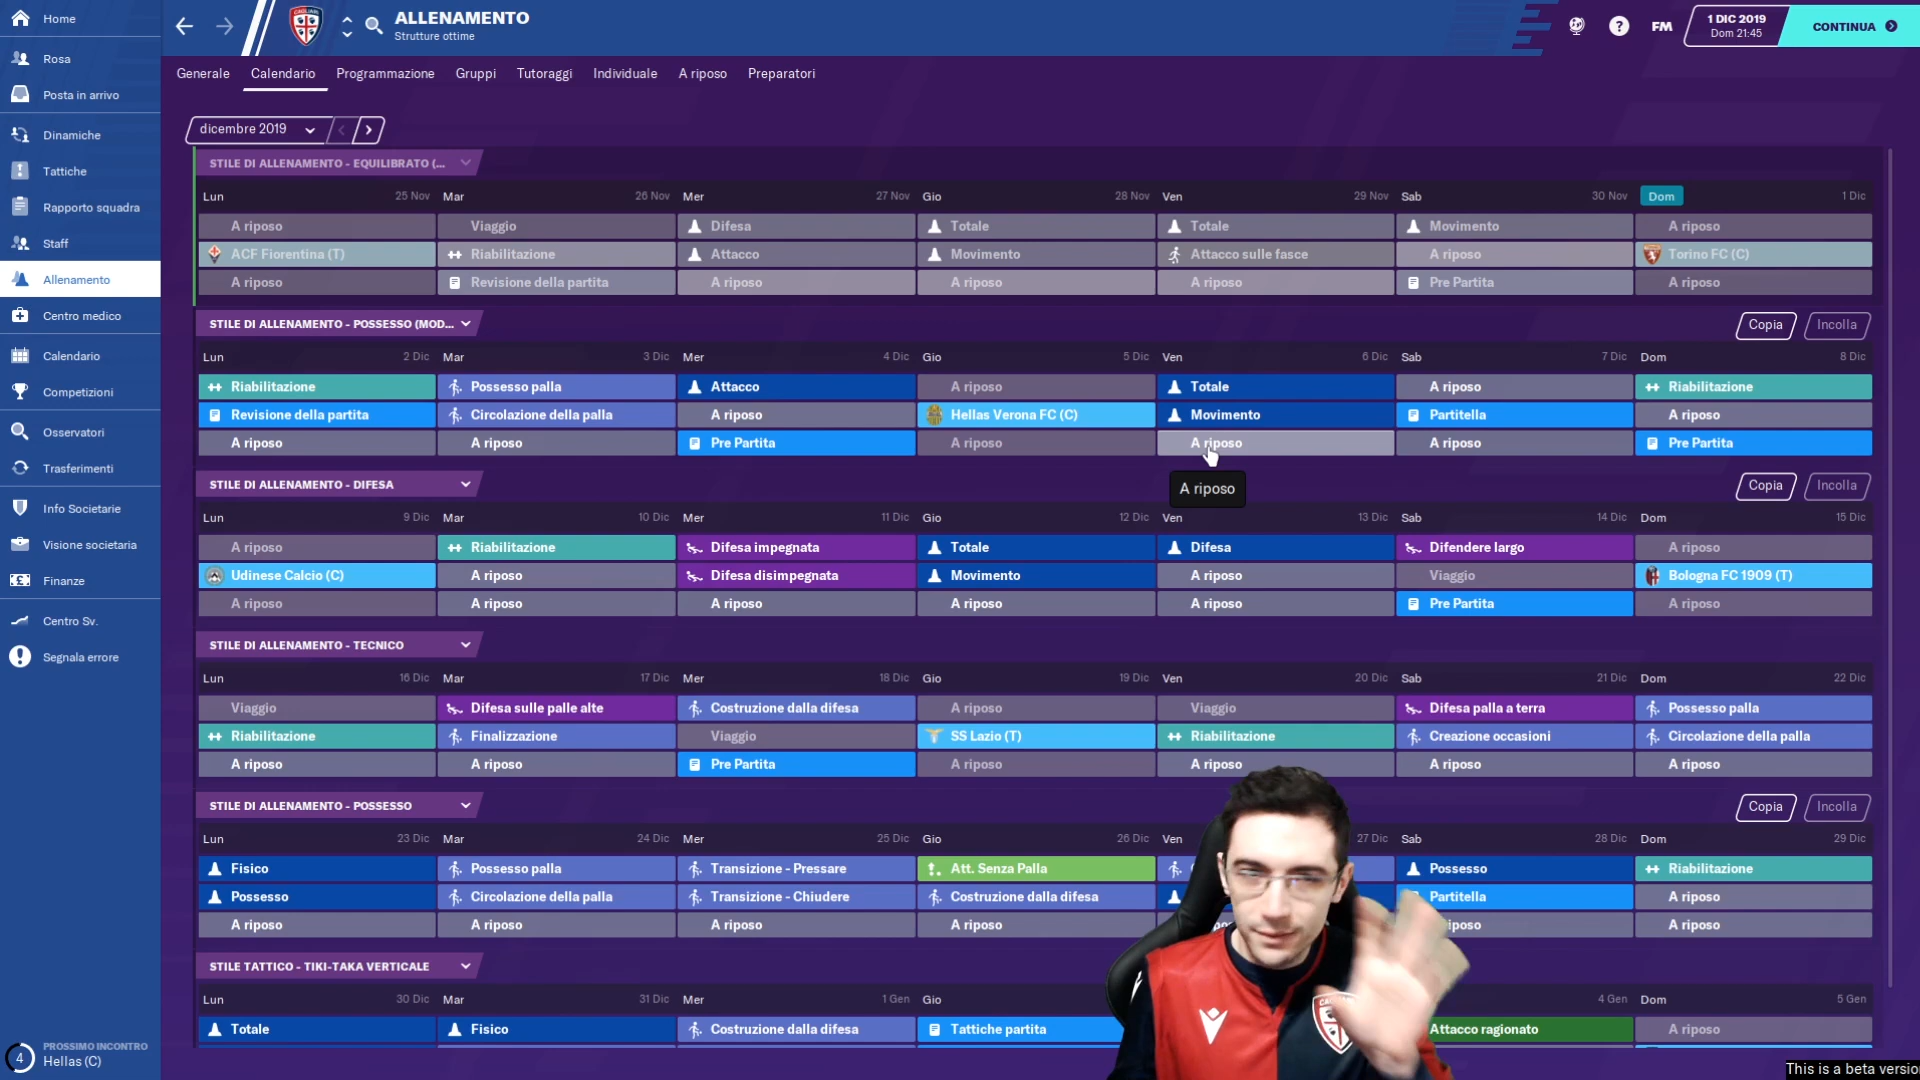 Home
Rosa
Posta in arrivo
Dinamiche
Tattiche
Rapporto squadra
Staff
Allenamento
Centro medico
Calendario
Competizioni
Osservatori
Trasferimenti
Info Societarie
Visione societaria
Finanze
Centro Sv.
Segnala errore
4 PROSSIMO INCONTRO
Hellas (C)
ALLENAMENTO
Strutture ottime
FM
1 DIC 2019
Dom 21:45
CONTINUA
Generale Calendario Programmazione Gruppi Tutoraggi Individuale A riposo Preparatori
dicembre 2019
STILE DI ALLENAMENTO - EQUILIBRATO (...
Lun 25 Nov Mar 26 Nov Mer 27 Nov Gio 28 Nov Ven 29 Nov Sab 30 Nov Dom 1 Dic
A riposo Viaggio Difesa Totale Totale Movimento A riposo
ACF Fiorentina (T) Riabilitazione Attacco Movimento Attacco sulle fasce A riposo Torino FC (C)
A riposo Revisione della partita A riposo A riposo A riposo Pre Partita A riposo
STILE DI ALLENAMENTO - POSSESSO (MOD... Copia Incolla
Lun 2 Dic Mar 3 Dic Mer 4 Dic Gio 5 Dic Ven 6 Dic Sab 7 Dic Dom 8 Dic
Riabilitazione Possesso palla Attacco A riposo Totale A riposo Riabilitazione
Revisione della partita Circolazione della palla A riposo Hellas Verona FC (C) Movimento Partitella A riposo
A riposo A riposo Pre Partita A riposo A riposo A riposo Pre Partita
A riposo
STILE DI ALLENAMENTO - DIFESA Copia Incolla
Lun 9 Dic Mar 10 Dic Mer 11 Dic Gio 12 Dic Ven 13 Dic Sab 14 Dic Dom 15 Dic
A riposo Riabilitazione Difesa impegnata Totale Difesa Difendere largo A riposo
Udinese Calcio (C) A riposo Difesa disimpegnata Movimento A riposo Viaggio Bologna FC 1909 (T)
A riposo A riposo A riposo A riposo A riposo Pre Partita A riposo
STILE DI ALLENAMENTO - TECNICO
Lun 16 Dic Mar 17 Dic Mer 18 Dic Gio 19 Dic Ven 20 Dic Sab 21 Dic Dom 22 Dic
Viaggio Difesa sulle palle alte Costruzione dalla difesa A riposo Viaggio Difesa palla a terra Possesso palla
Riabilitazione Finalizzazione Viaggio SS Lazio (T) Riabilitazione Creazione occasioni Circolazione della palla
A riposo A riposo Pre Partita A riposo A riposo A riposo A riposo
STILE DI ALLENAMENTO - POSSESSO Copia Incolla
Lun 23 Dic Mar 24 Dic Mer 25 Dic Gio 26 Dic Ven 27 Dic Sab 28 Dic Dom 29 Dic
Fisico Possesso palla Transizione - Pressare Att. Senza Palla Possesso Riabilitazione
Possesso Circolazione della palla Transizione - Chiudere Costruzione dalla difesa Partitella A riposo
A riposo A riposo A riposo A riposo riposo A riposo
STILE TATTICO - TIKI-TAKA VERTICALE
Lun 30 Dic Mar 31 Dic Mer 1 Gen Gio 4 Gen Dom 5 Gen
Totale Fisico Costruzione dalla difesa Tattiche partita Attacco ragionato A riposo
This is a beta versio